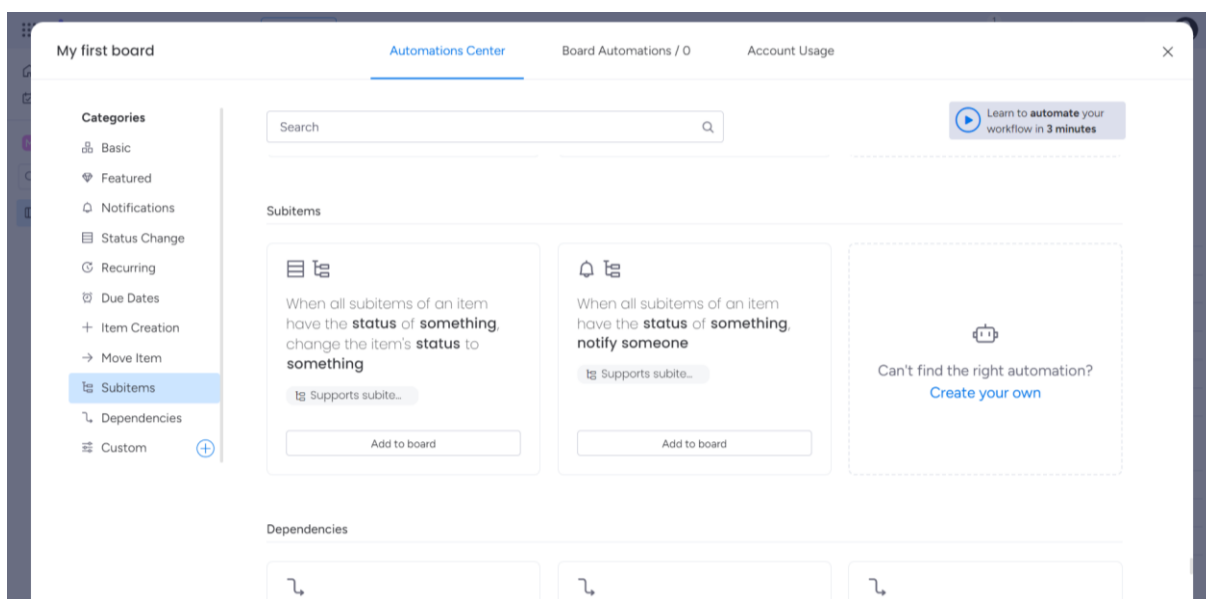 My first board
Automations Center
Board Automations / 0
Account Usage
Categories
Basic
Featured
Notifications
Status Change
Recurring
Due Dates
Item Creation
Move Item
Subitems
Dependencies
Custom
Search
Learn to automate your
workflow in 3 minutes
Subitems
When all subitems of an item
have the status of something,
change the item's status to
something
Supports subite...
Add to board
When all subitems of an item
have the status of something,
notify someone
Supports subite...
Add to board
Can't find the right automation?
Create your own
Dependencies